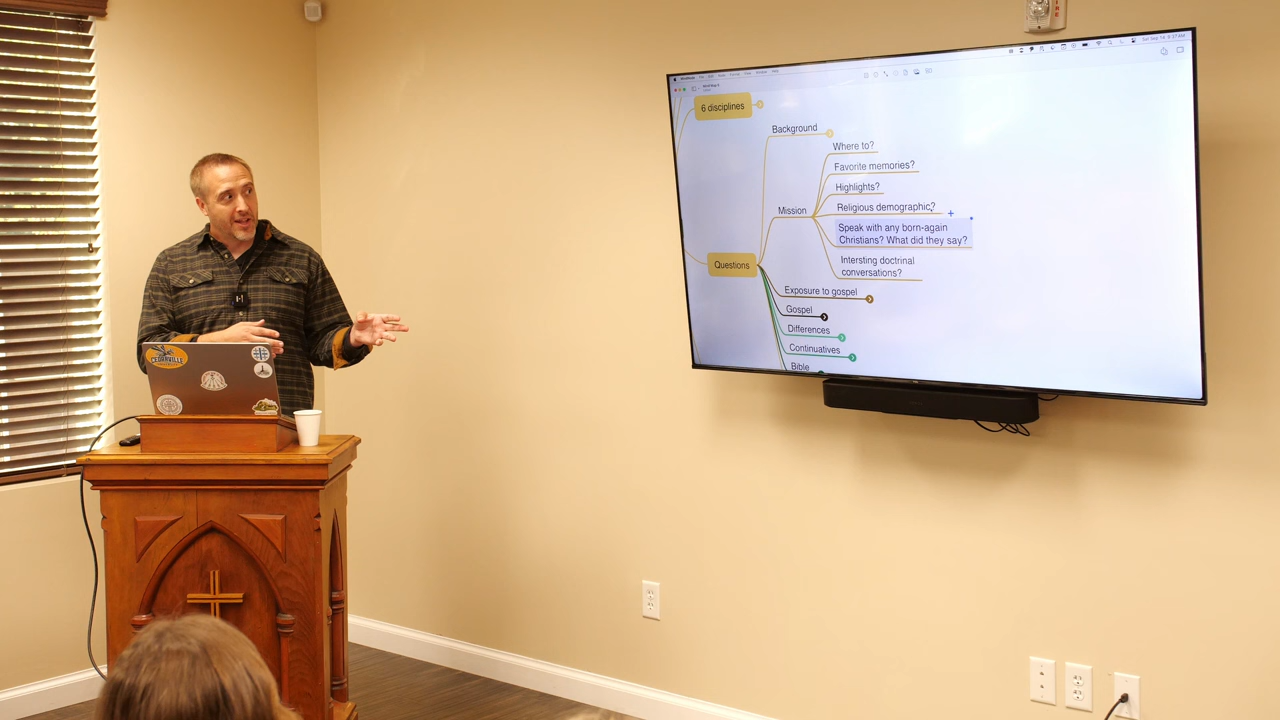 6 disciplines
Background
Where to?
Favorite memories?
Highlights?
Religious demographic?
Mission
Speak with any born-again
Christians? What did they say?
Intersting doctrinal
conversations?
Questions
Exposure to gospel
Gospel
Differences
Continuatives
Bible
CEDARVILLE
FIRE